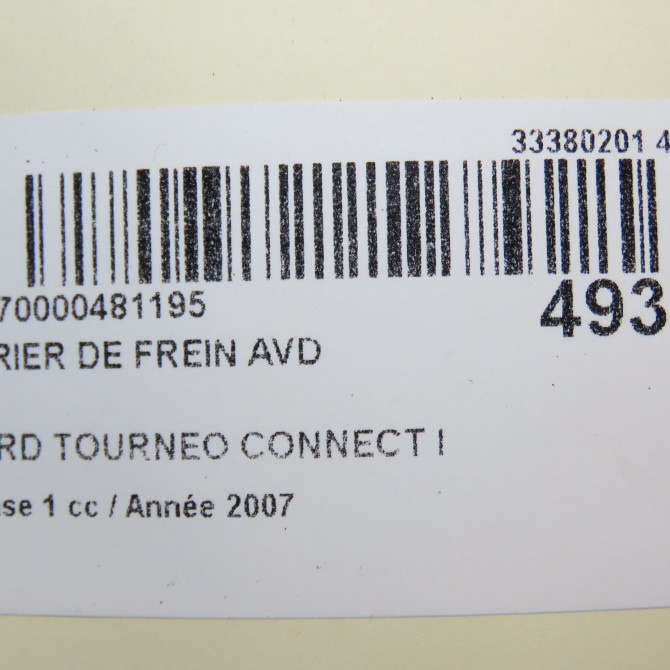 33380201 4
70000481195
493
RIER DE FREIN AVD
RD TOURNEO CONNECT I
se 1 cc / Année 2007